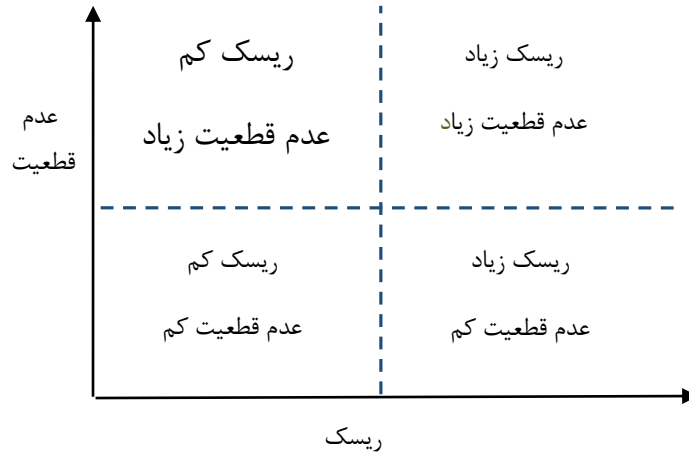 ریسک زیاد
عدم قطعیت زیاد
ریسک کم
عدم قطعیت زیاد
عدم
قطعیت
ریسک زیاد
عدم قطعیت کم
ریسک کم
عدم قطعیت کم
ریسک